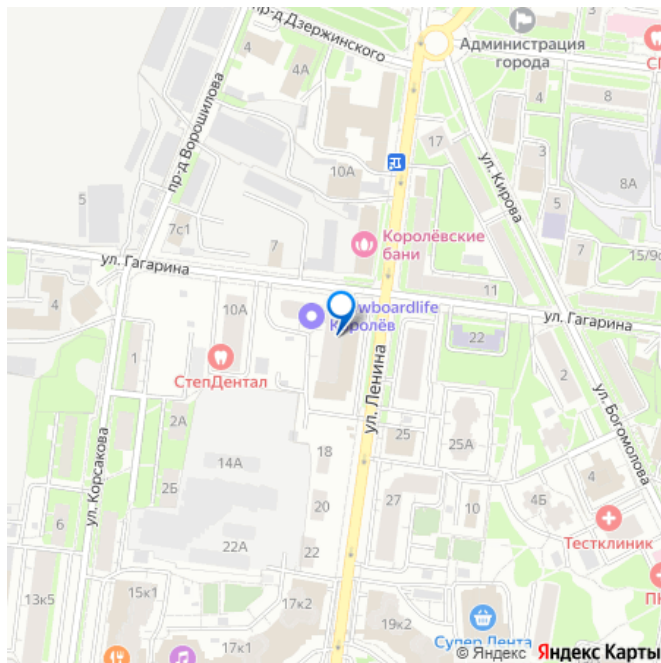 пр-д Дзержинского
Администрация
города
4
4А
4
8
пр-д Ворошилова
17
10А
3
8А
ул. Кирова
5
7с1
7
Королёвские
бани
5
7
15/9с
ул. Гагарина
11
ул. Гагарина
4
10А
wboardlife
Королёв
22
1
СтепДентал
ул. Ленина
2
ул. Богомолова
2А
25
25А
18
14А
4
ул. Корсакова
2Б
27
4Б
20
10
6
Тестклиник
22А
22
13к5
15к1
17к2
19к2
17к1
Супер Лента
© Яндекс Яндекс Карты